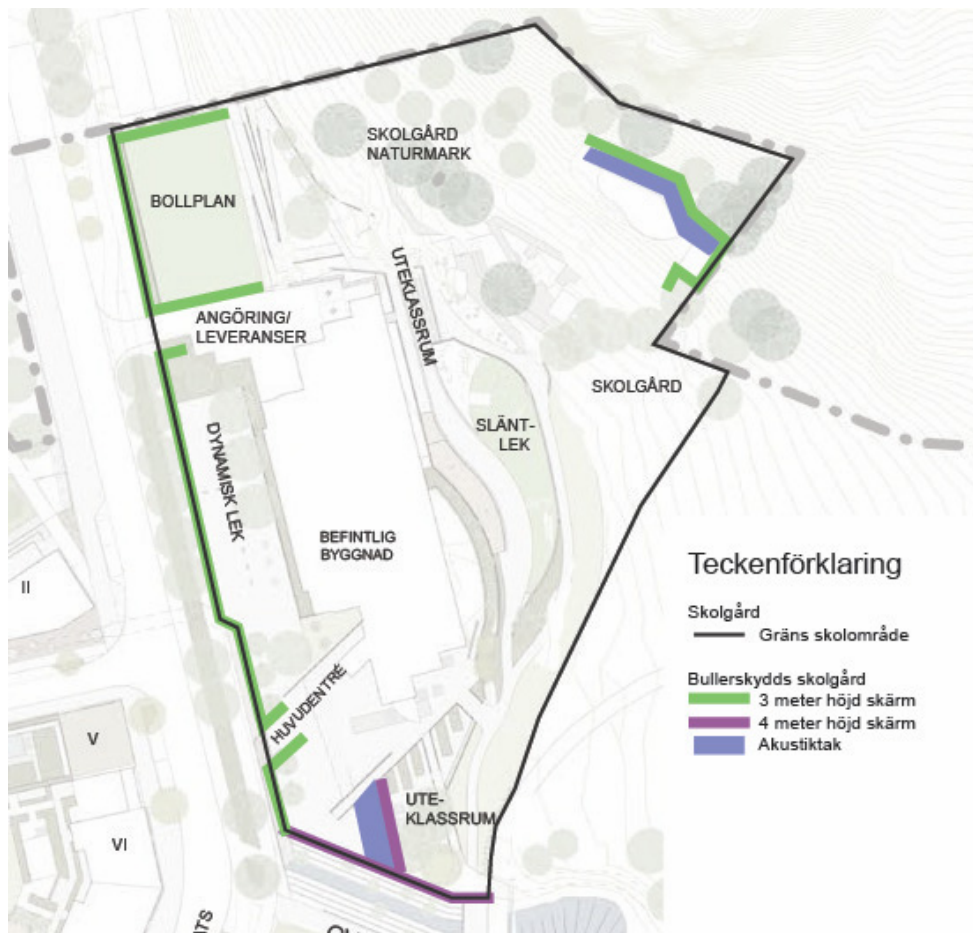 SKOLGÅRD
NATURMARK
BOLLPLAN
UTEKLASSRUM
ANGÖRING/
LEVERANSER
SKOLGÅRD
SLÄNT-
LEK
DYNAMISK LEK
BEFINTLIG
BYGGNAD
II
HUVUDENTRÉ
V
VI
UTE-
KLASSRUM
Teckenförklaring
Skolgård
Gräns skolområde
Bullerskydds skolgård
3 meter höjd skärm
4 meter höjd skärm
Akustiktak